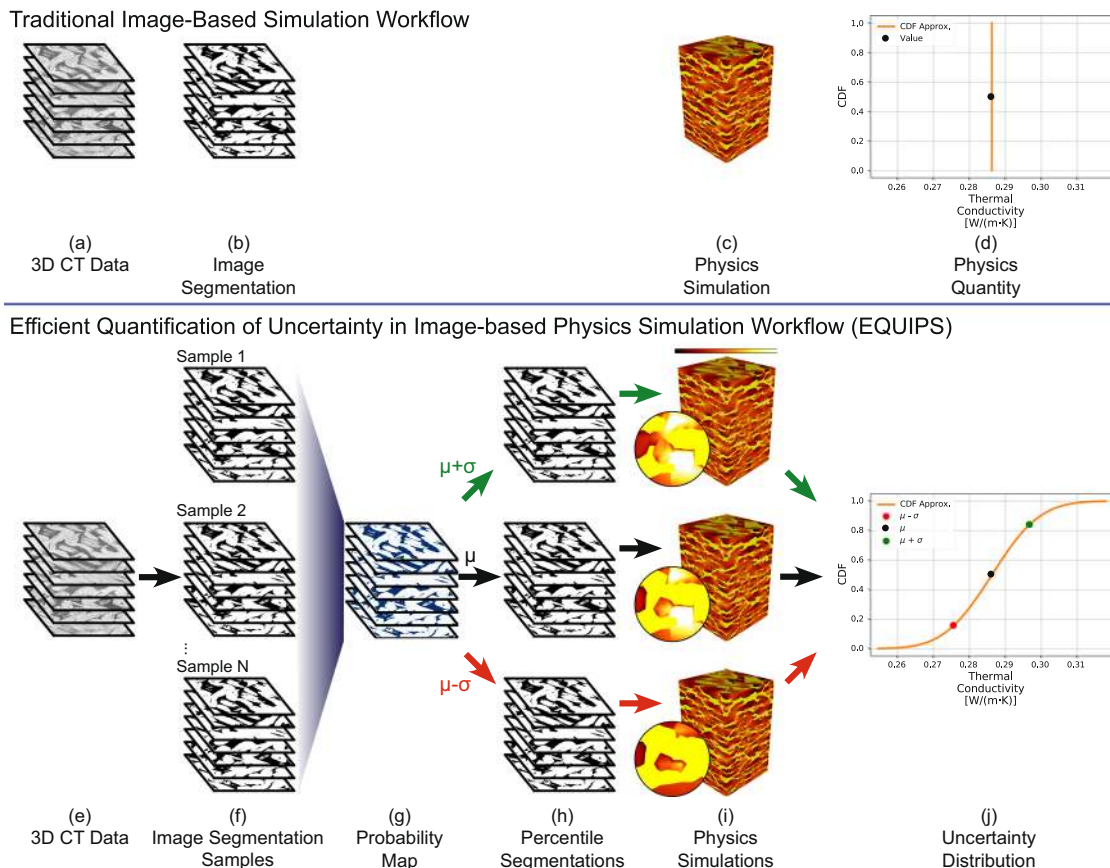 Traditional Image-Based Simulation Workflow
CDF Approx.
Value
1.0
0.8
0.6
0.4
0.2
0.0
CDF
0.26 0.27 0.28 0.29 0.30 0.31
Thermal
Conductivity
[W/(m•K)]
(a)
3D CT Data
(b)
Image
Segmentation
(c)
Physics
Simulation
(d)
Physics
Quantity
Efficient Quantification of Uncertainty in Image-based Physics Simulation Workflow (EQUIPS)
Sample 1
Sample 2
...
Sample N
μ+σ
μ
μ-σ
CDF Approx.
μ - σ
μ
μ + σ
1.0
0.8
0.6
0.4
0.2
0.0
CDF
0.26 0.27 0.28 0.29 0.30 0.31
Thermal
Conductivity
[W/(m•K)]
(e)
3D CT Data
(f)
Image Segmentation
Samples
(g)
Probability
Map
(h)
Percentile
Segmentations
(i)
Physics
Simulations
(j)
Uncertainty
Distribution